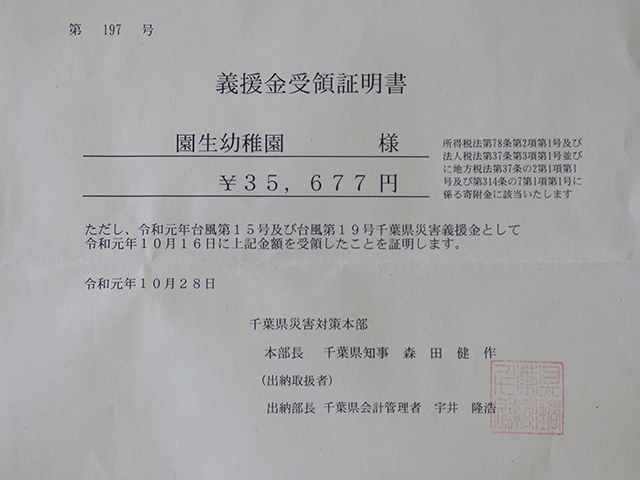 第 197 号
義援金受領証明書
園生幼稚園 様
￥35,677円
所得税法第78条第2項第1号及び
法人税法第37条第3項第1号並び
に地方税法第37条の2第1項第1
号及び第314条の7第1項第1号に
係る寄附金に該当いたします
ただし、令和元年台風第15号及び台風第19号千葉県災害義援金として
令和元年10月16日に上記金額を受領したことを証明します。
令和元年10月28日
千葉県災害対策本部
本部長 千葉県知事 森田健作
(出納取扱者)
出納部長 千葉県会計管理者 宇井 隆浩